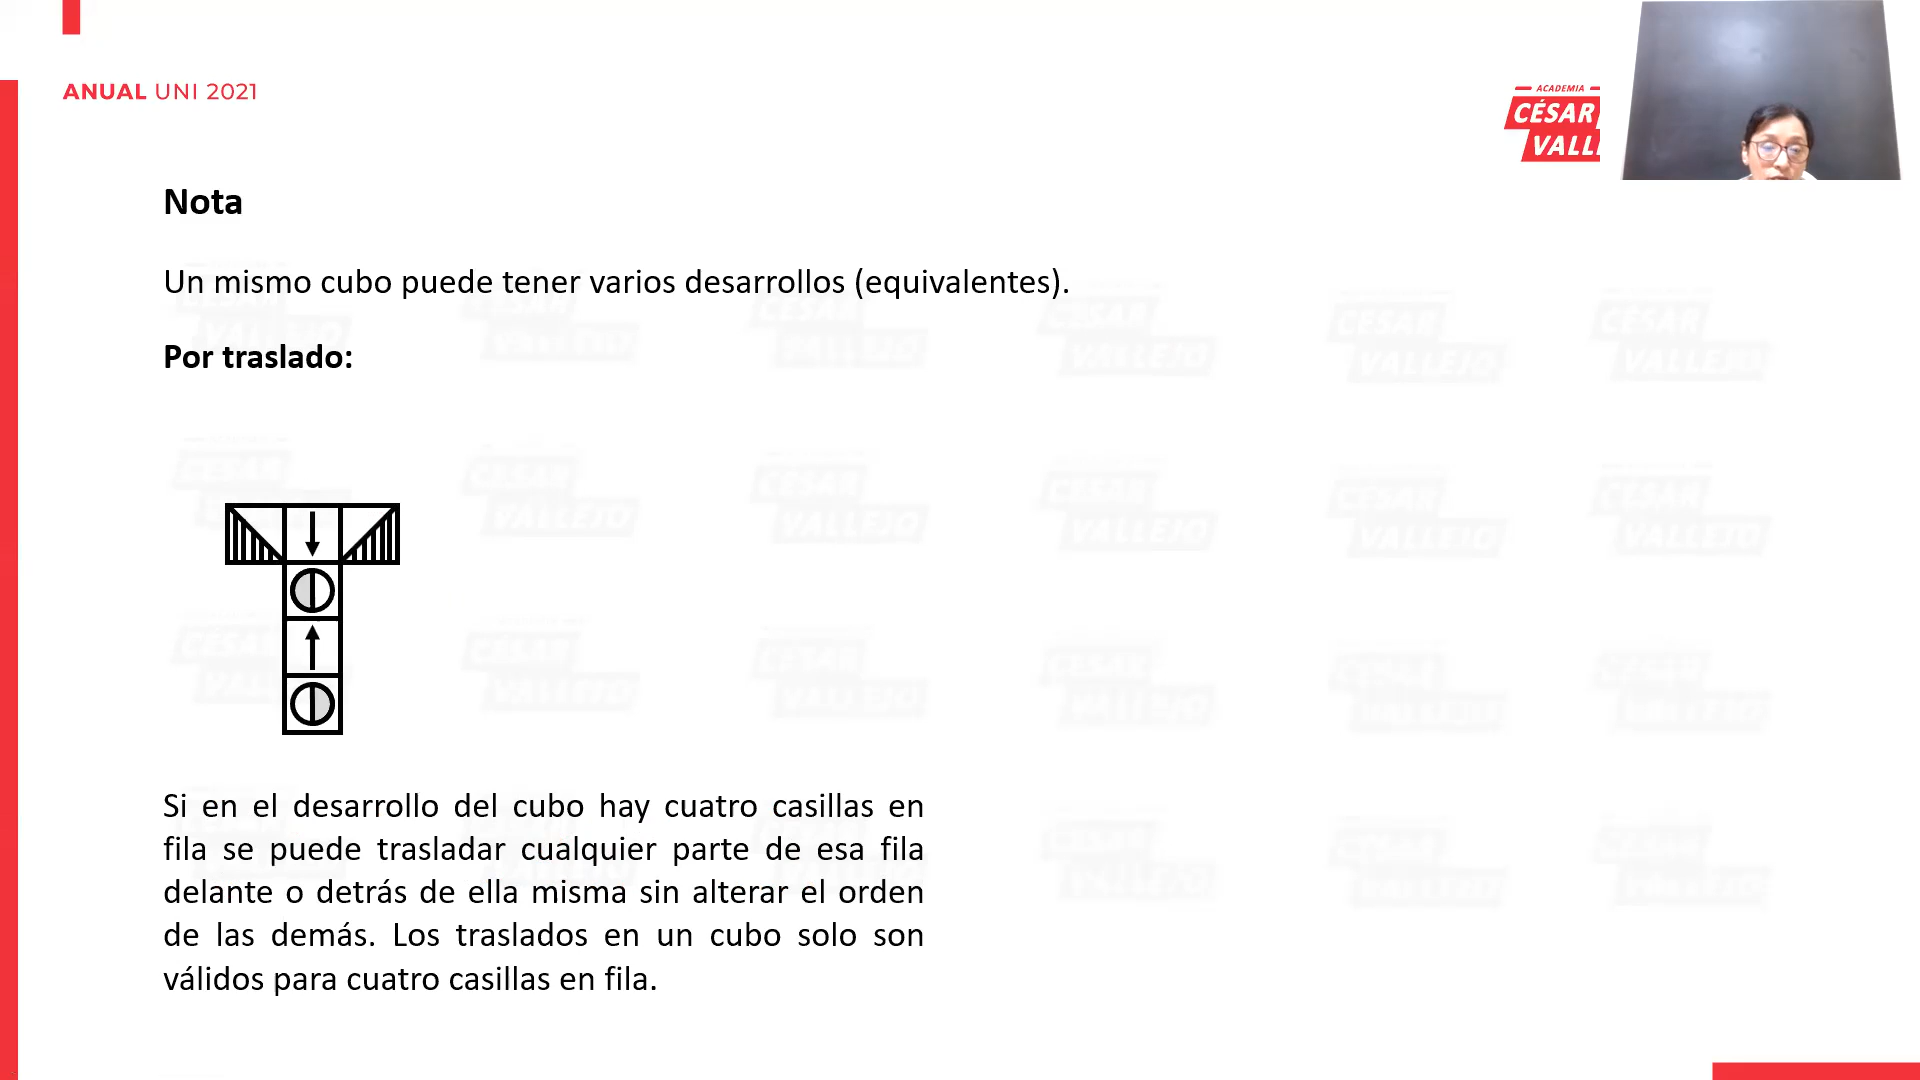 ANUAL UNI 2021
ACADEMIA
CÉSAR
VALL
Nota
Un mismo cubo puede tener varios desarrollos (equivalentes).
Por traslado:
Si en el desarrollo del cubo hay cuatro casillas en
fila se puede trasladar cualquier parte de esa fila
delante o detrás de ella misma sin alterar el orden
de las demás. Los traslados en un cubo solo son
válidos para cuatro casillas en fila.